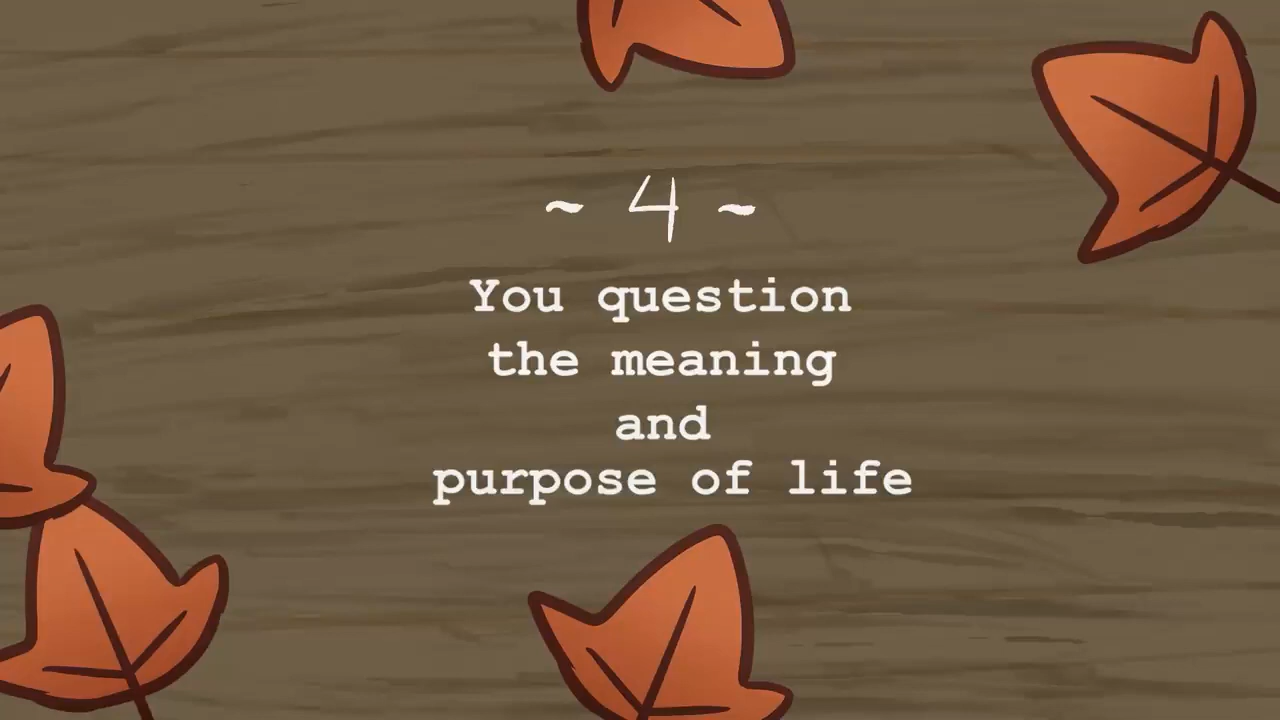 ~ 4 ~
You question
the meaning
and
purpose of life